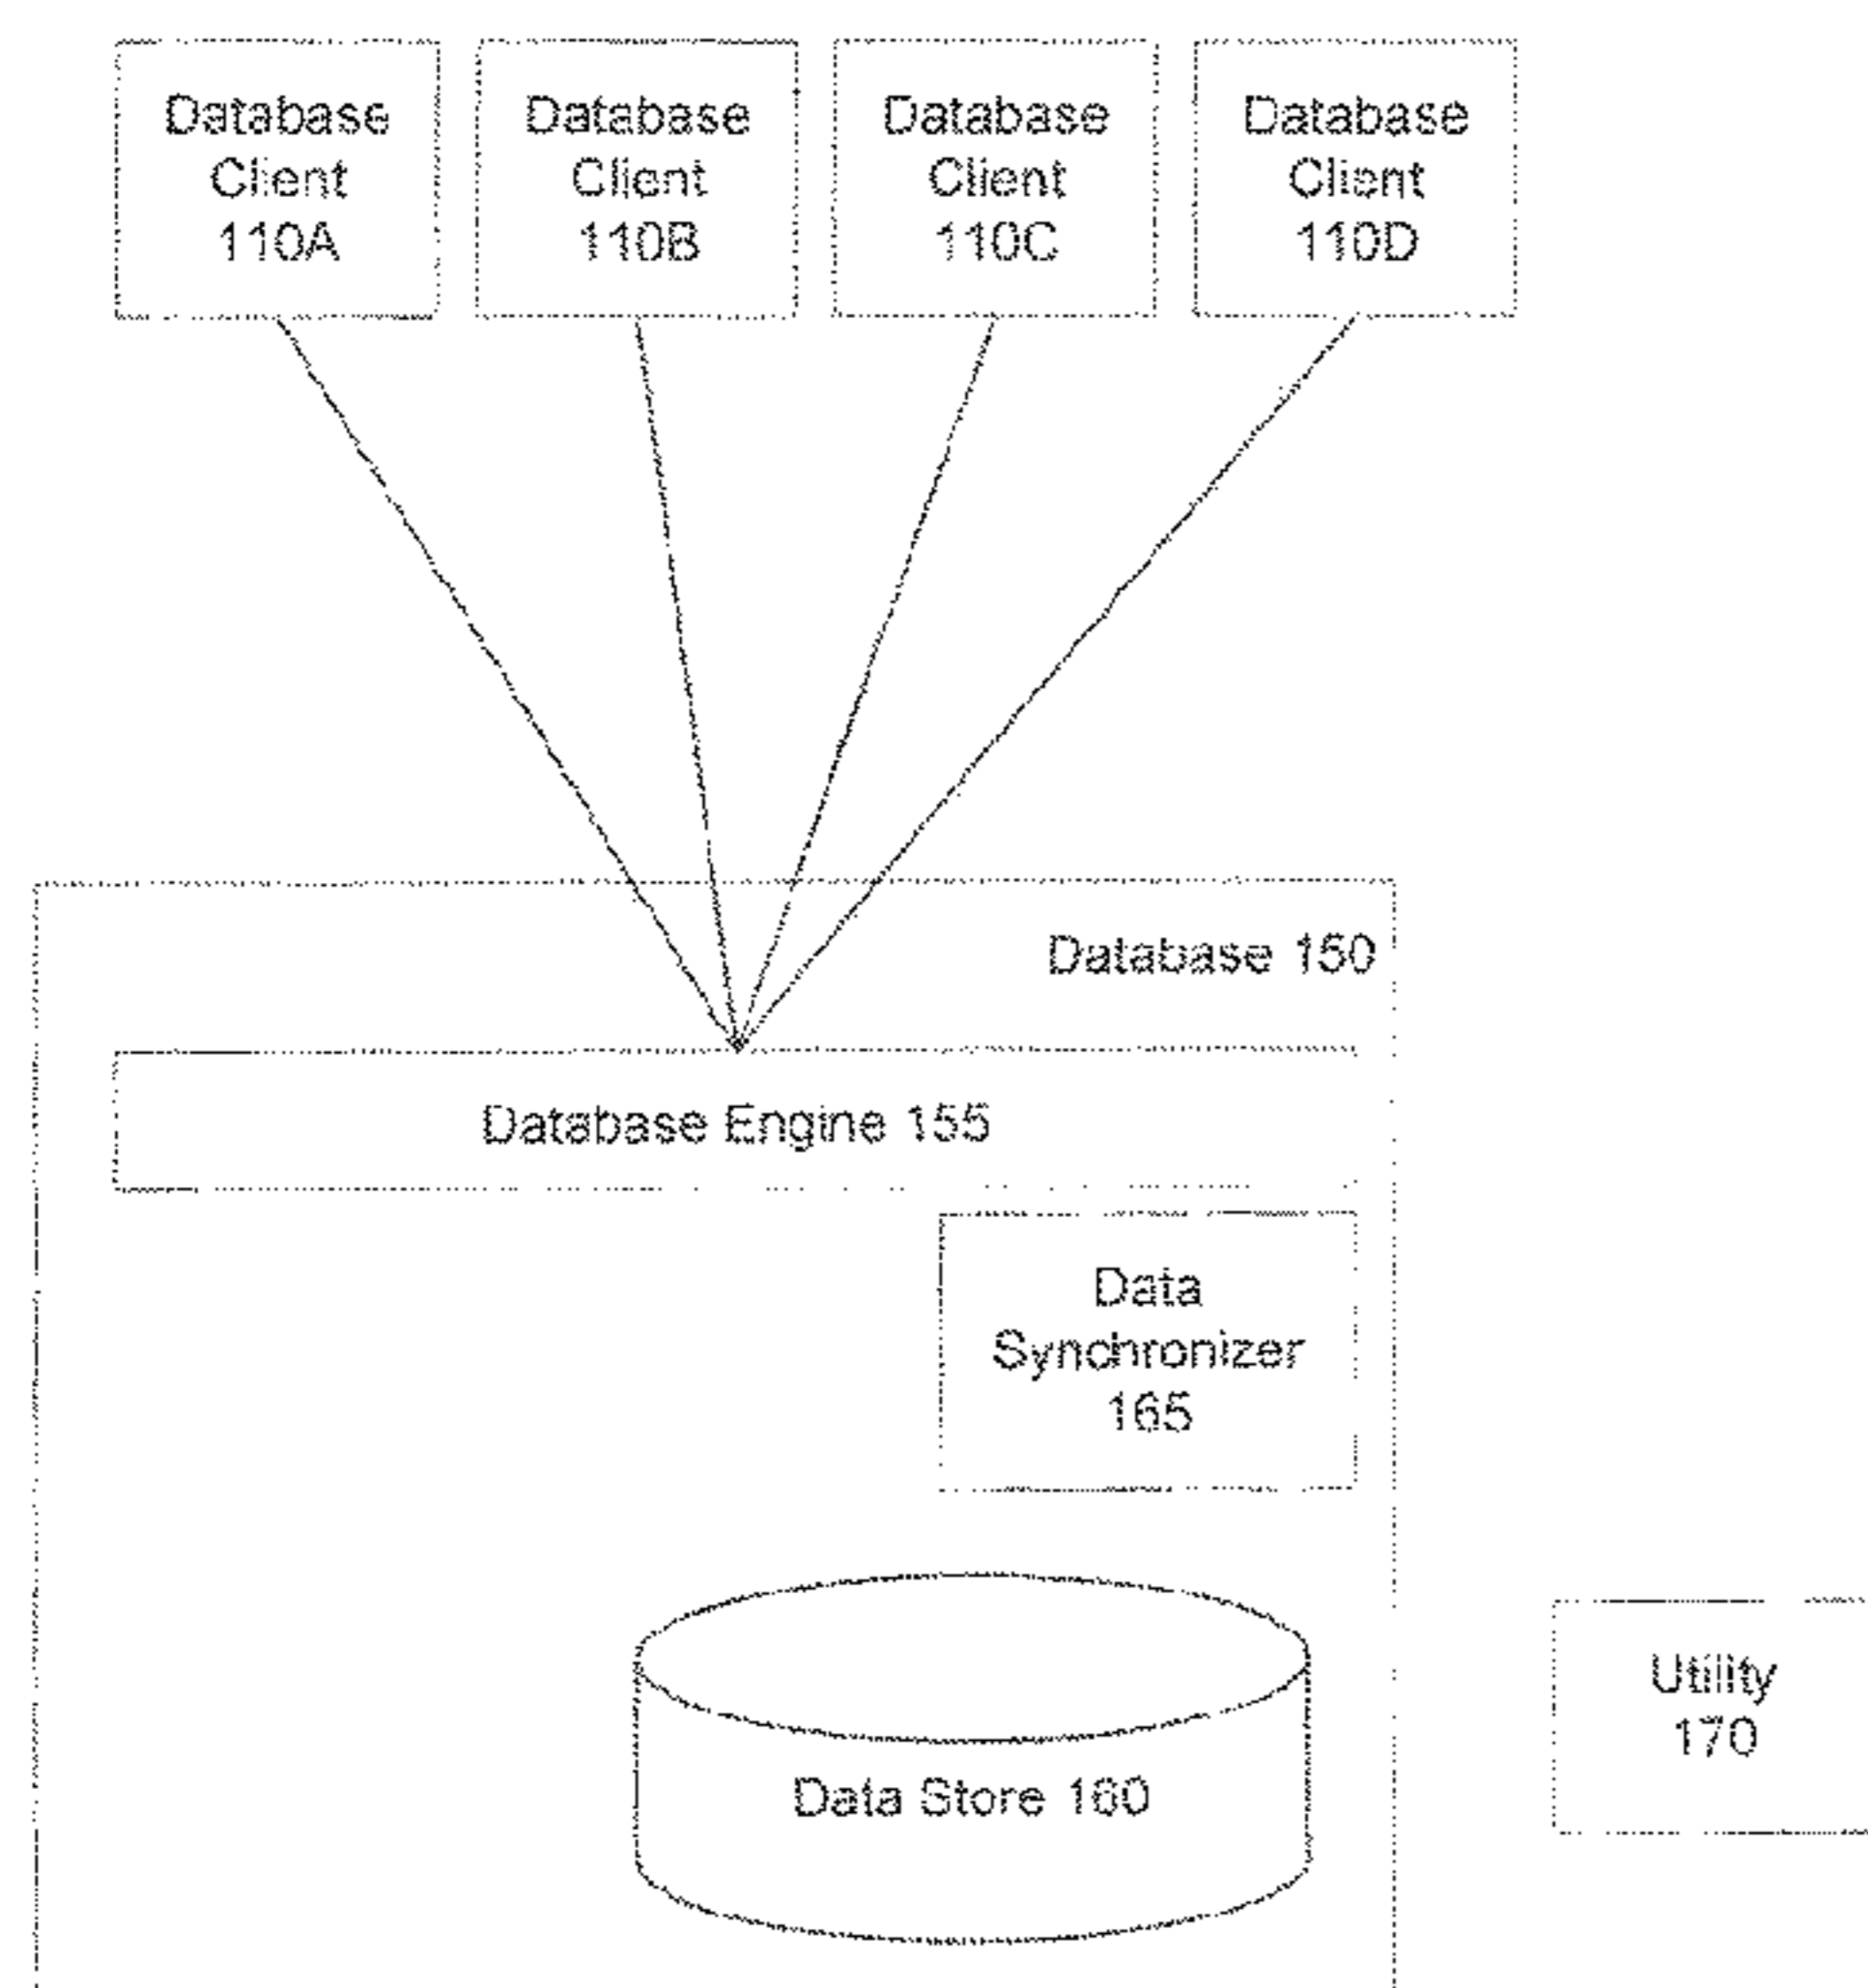 Database
Client
110A
Database
Client
110B
Database
Client
110C
Database
Client
110D
Database 150
Database Engine 155
Data
Synchronizer
165
Data Store 160
Utility
170